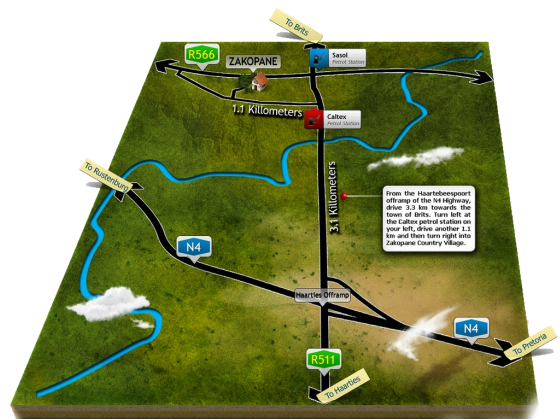 To Brits
R566
ZAKOPANE
Sasol
Petrol Station
1.1 Killometers
Caltex
Petrol Station
To Rustenburg
3.1 Killometers
From the Haartebeespoort
offramp of the N4 Highway,
drive 3.3 km towards the
town of Brits. Turn left at
the Caltex petrol station on
your left, drive another 1.1
km and then turn right into
Zakopane Country Village.
N4
Haarties Offramp
N4
To Pretoria
R511
To Haarties